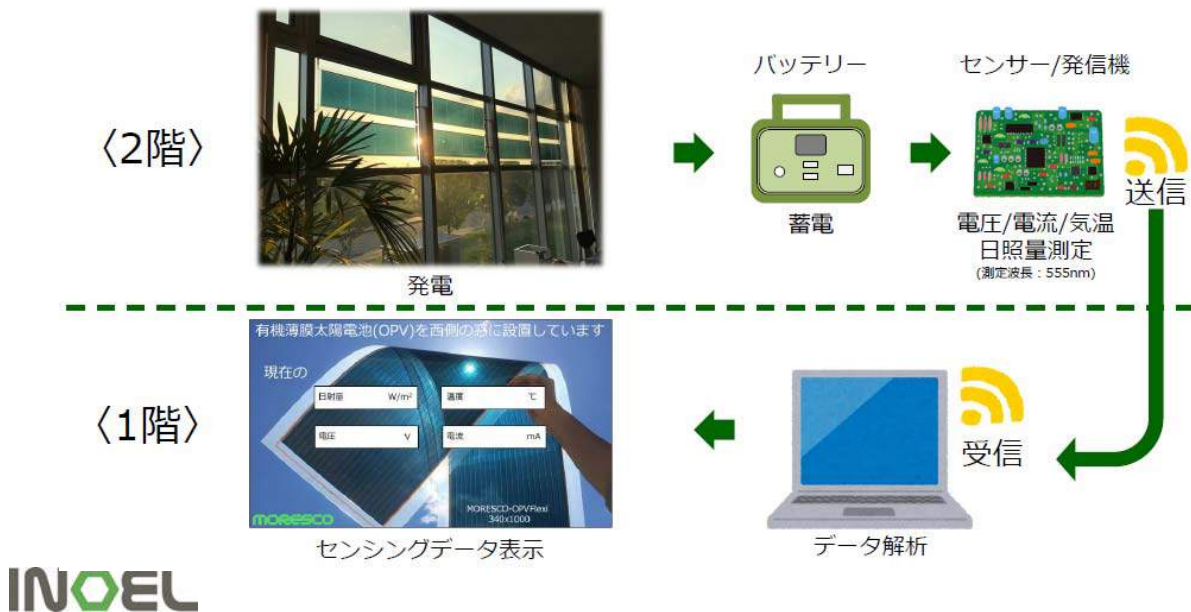 バッテリー
センサー/発信機
〈2階〉
送信
蓄電
電圧/電流/気温
日照量測定
(測定波長：555nm)
発電
有機薄膜太陽電池(OPV)を西側の窓に設置しています
現在の
日射量 W/m²
温度 ℃
〈1階〉
電圧 V
電流 mA
受信
MORESCO-OPVFlexi
340x1000
MORESCO
センシングデータ表示
データ解析
INOEL